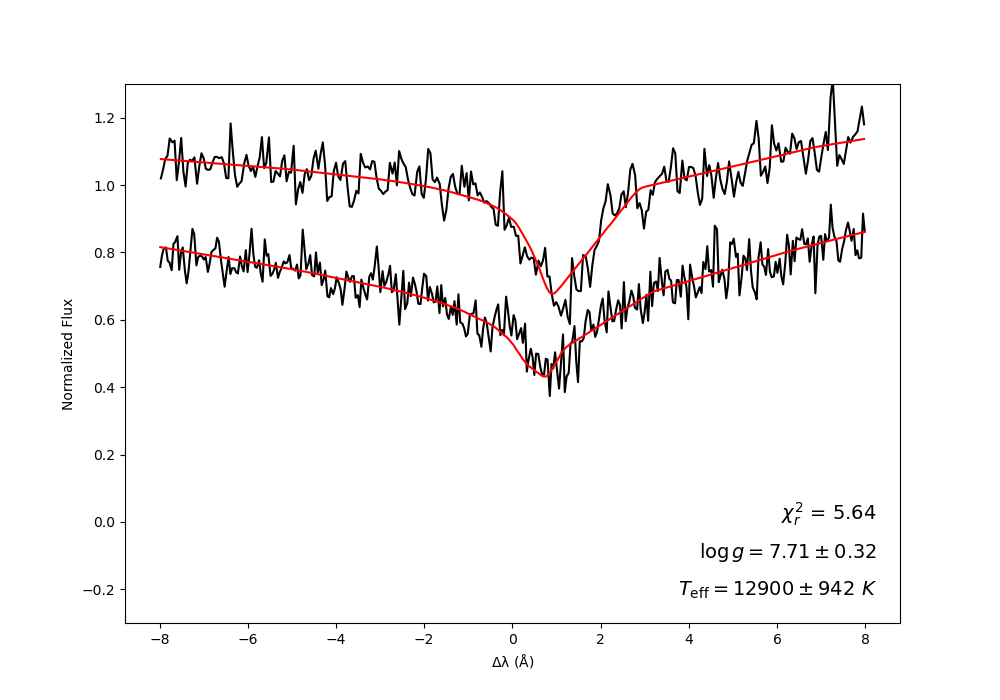 1.2
1.0
0.8
0.6
0.4
0.2
0.0
−0.2
Normalized Flux
χ²ᵣ = 5.64
log g = 7.71 ± 0.32
T_eff = 12900 ± 942 K
−8 −6 −4 −2 0 2 4 6 8
Δλ (Å)